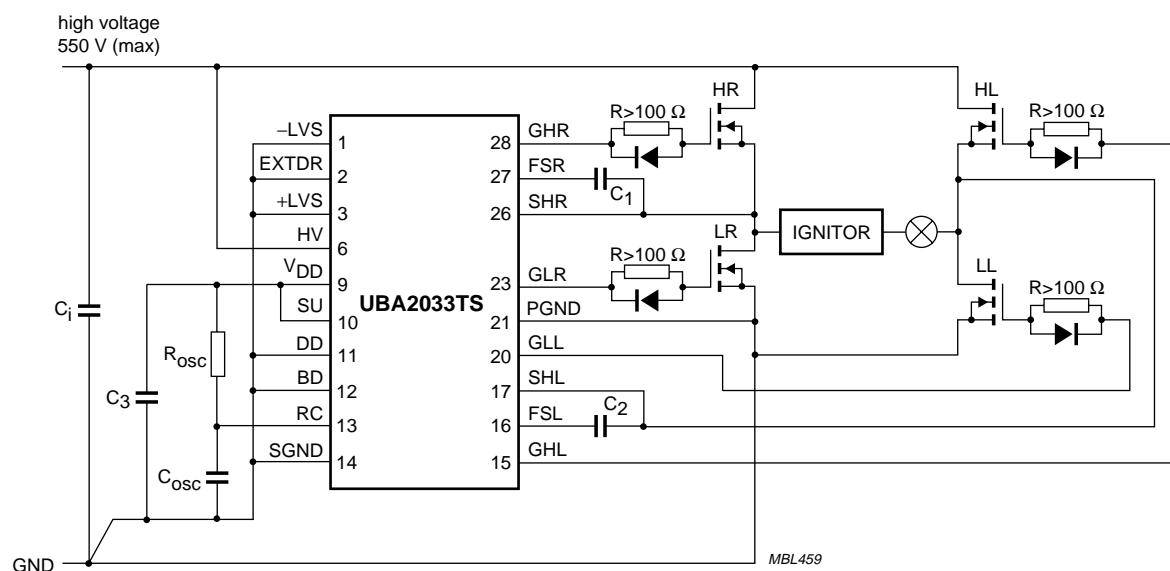 high voltage
550 V (max)
HR
HL
R>100 Ω
R>100 Ω
−LVS
1
EXTDR
2
+LVS
3
HV
6
VDD
9
SU
10
DD
11
BD
12
RC
13
SGND
14
UBA2033TS
GHR
28
FSR
27
SHR
26
GLR
23
PGND
21
GLL
20
SHL
17
FSL
16
GHL
15
C1
LR
R>100 Ω
IGNITOR
LL
R>100 Ω
C2
Ci
C3
Rosc
Cosc
GND
MBL459